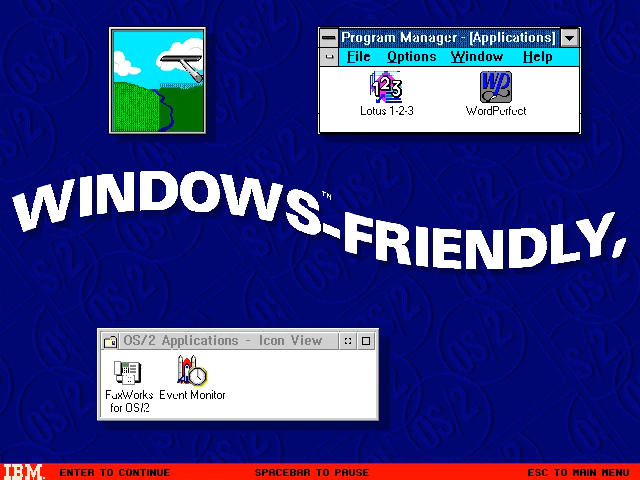 Program Manager - [Applications]
File Options Window Help
Lotus 1-2-3 WordPerfect
WINDOWS™-FRIENDLY,
OS/2 Applications - Icon View
FaxWorks for OS/2
Event Monitor
IBM. ENTER TO CONTINUE SPACEBAR TO PAUSE ESC TO MAIN MENU